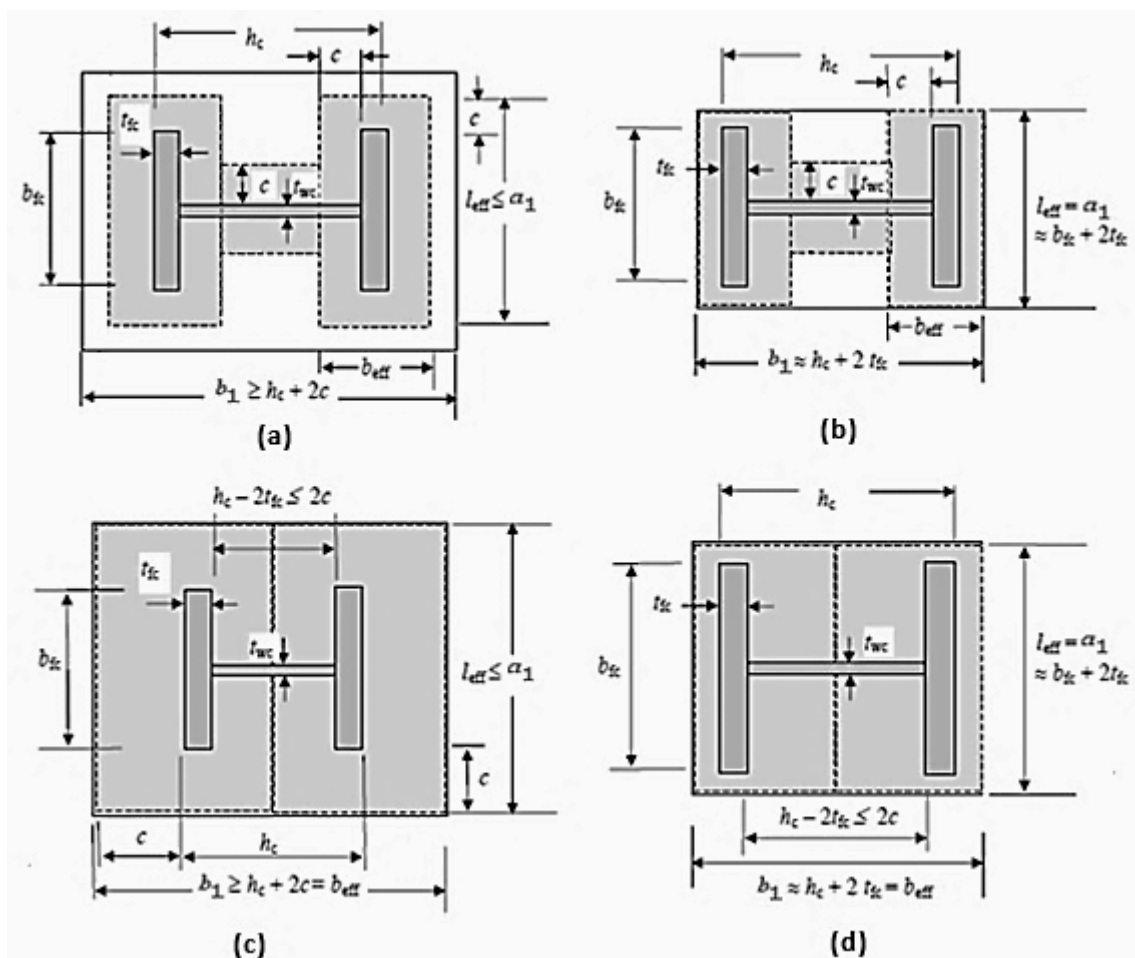 h_c
c
t_fc
c
b_fc
c
t_wc
l_eff ≤ a_1
b_eff
b_1 ≥ h_c + 2c
(a)
h_c
c
t_fc
b_fc
c
t_wc
l_eff = a_1
≈ b_fc + 2t_fc
b_eff
b_1 ≈ h_c + 2 t_fc
(b)
h_c − 2t_fc ≤ 2c
t_fc
t_wc
b_fc
l_eff ≤ a_1
c
c
h_c
b_1 ≥ h_c + 2c = b_eff
(c)
h_c
t_fc
t_wc
b_fc
l_eff = a_1
≈ b_fc + 2t_fc
h_c − 2t_fc ≤ 2c
b_1 ≈ h_c + 2 t_fc = b_eff
(d)